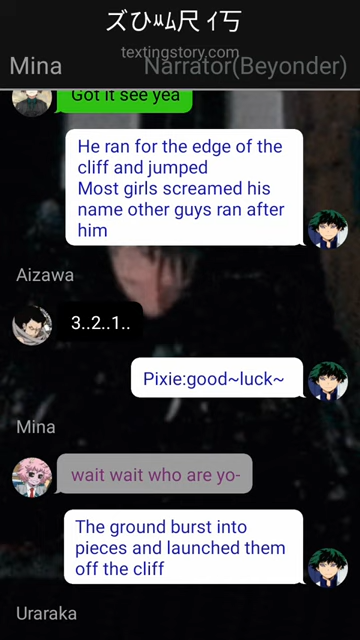 ズひﾑﾑ尺 ｲ丂
textingstory.com
Mina Narrator(Beyonder)
Got it see yea
He ran for the edge of the
cliff and jumped
Most girls screamed his
name other guys ran after
him
Aizawa
3..2..1..
Pixie:good~luck~
Mina
wait wait who are yo-
The ground burst into
pieces and launched them
off the cliff
Uraraka